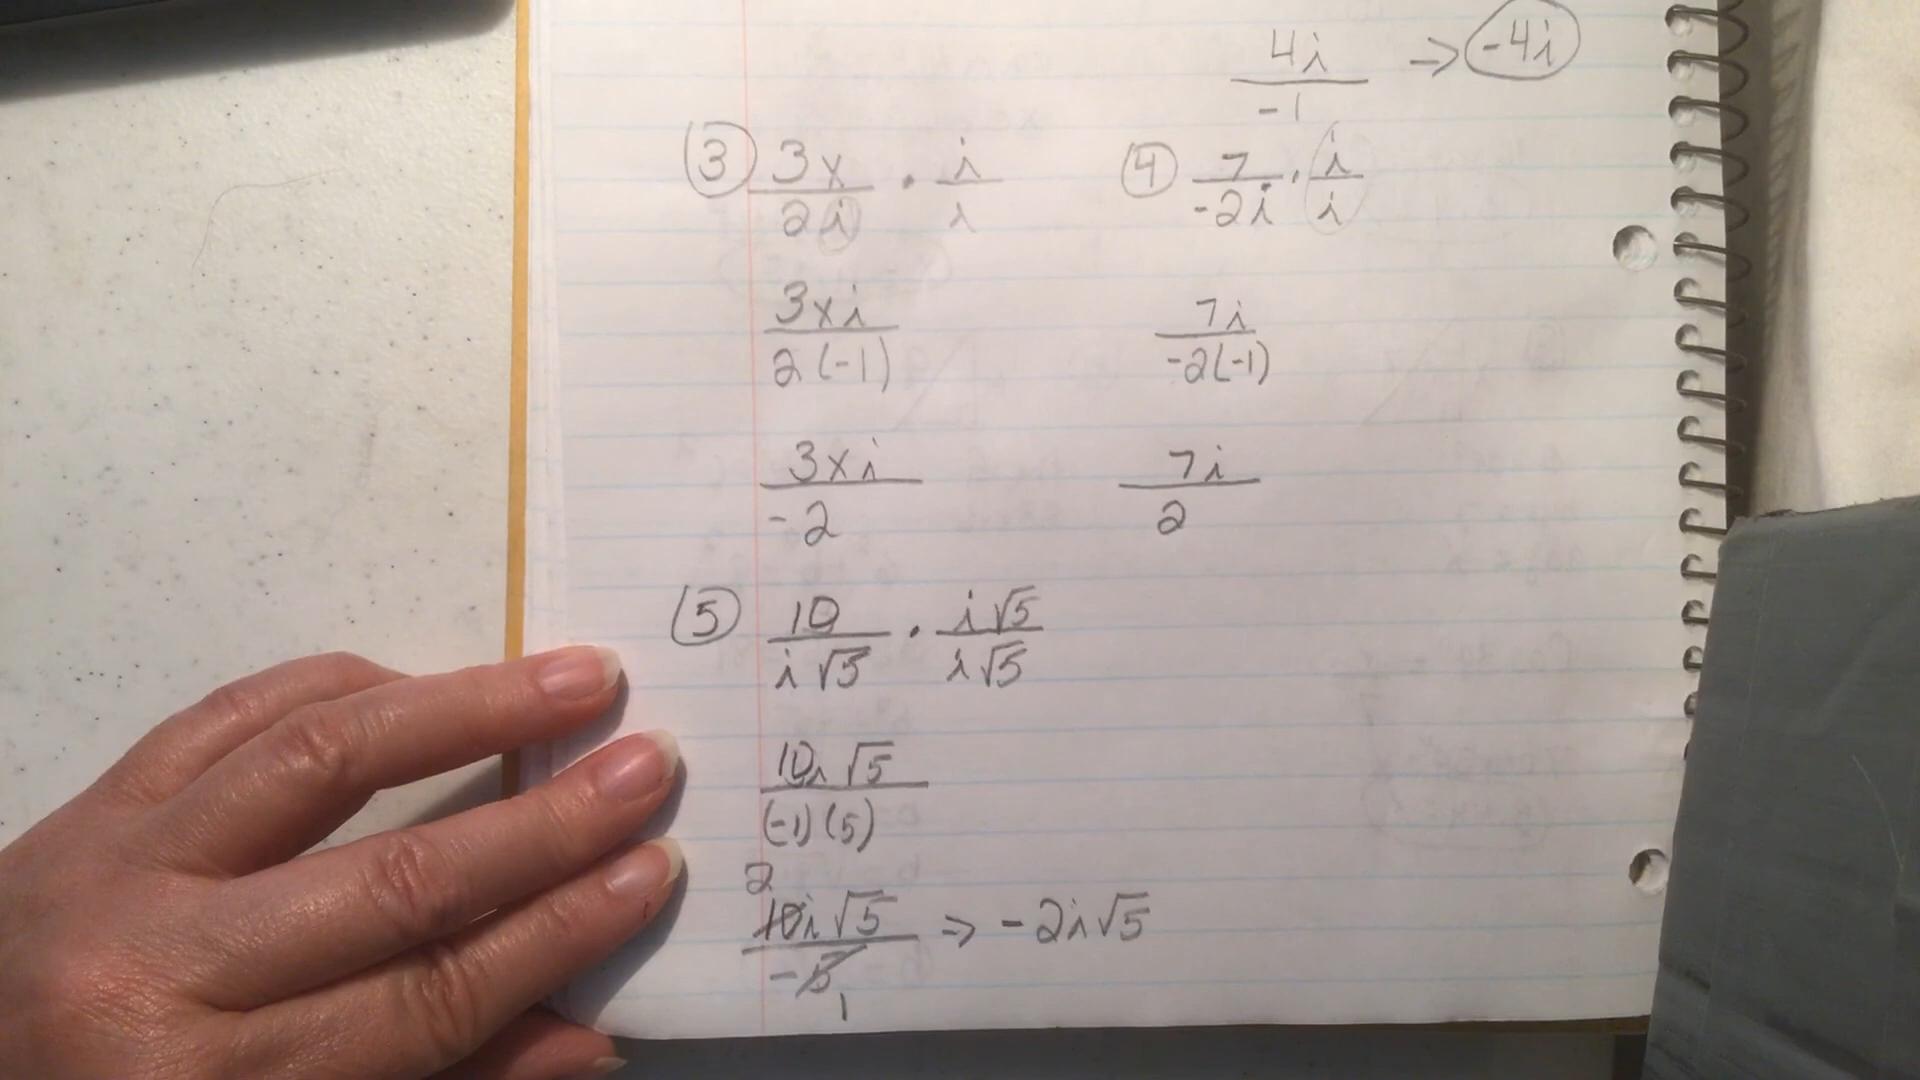 4i/-1 => -4i
③ 3x/2i · i/i
3xi/2(-1)
3xi/-2
④ 7/-2i · i/i
7i/-2(-1)
7i/2
⑤ 10/i√5 · i√5/i√5
10i√5/(-1)(5)
2
10i√5/-5 => -2i√5
1